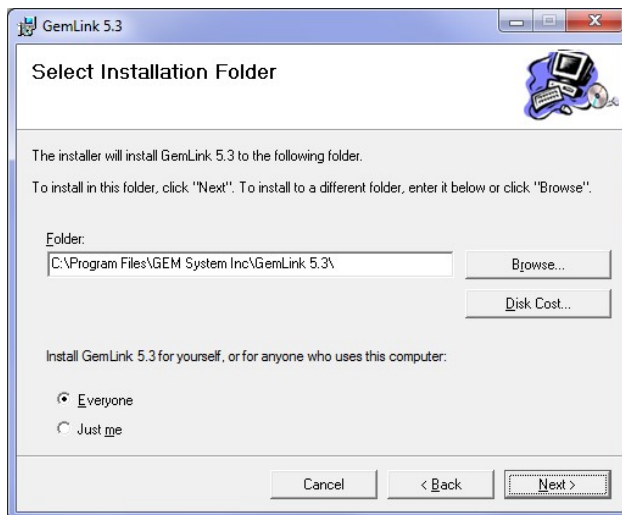 GemLink 5.3
Select Installation Folder
The installer will install GemLink 5.3 to the following folder.
To install in this folder, click "Next". To install to a different folder, enter it below or click "Browse".
Folder:
C:\Program Files\GEM System Inc\GemLink 5.3\
Browse...
Disk Cost...
Install GemLink 5.3 for yourself, or for anyone who uses this computer:
Everyone
Just me
Cancel
< Back
Next >